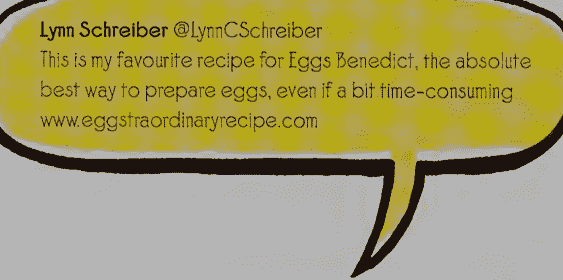 Lynn Schreiber @LynnCSchreiber
This is my favourite recipe for Eggs Benedict, the absolute
best way to prepare eggs, even if a bit time-consuming
www.eggstraordinaryrecipe.com